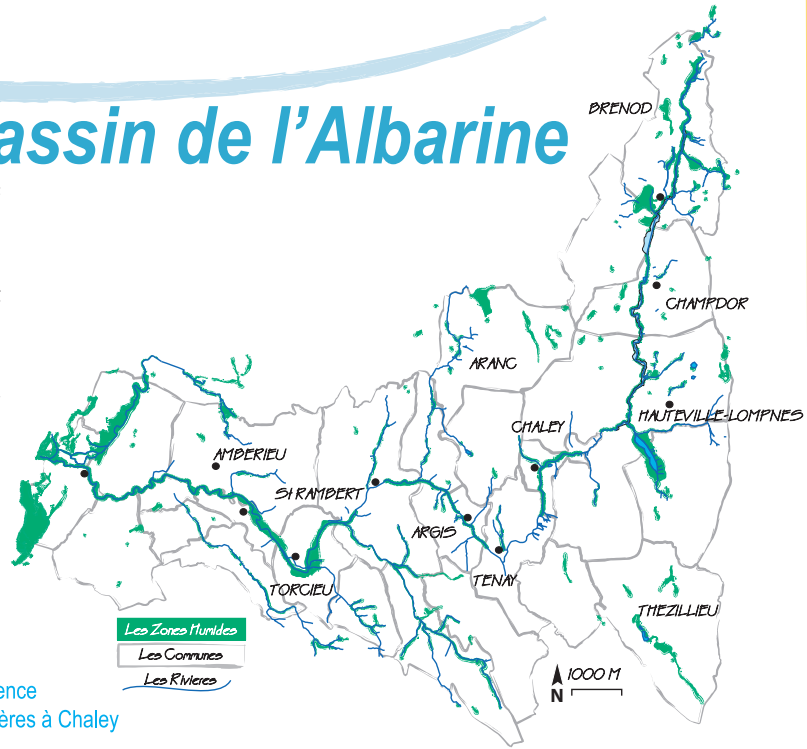 assin de l'Albarine
BRENOD
CHAMPDOR
ARANC
HAUTEVILLE-LOMPNES
CHALEY
AMBERIEU
St RAMBERT
ARGIS
TENAY
TORCIEU
THEZILLIEU
Les Zones Humides
Les Communes
Les Rivieres
1000 M
N
ence
ères à Chaley